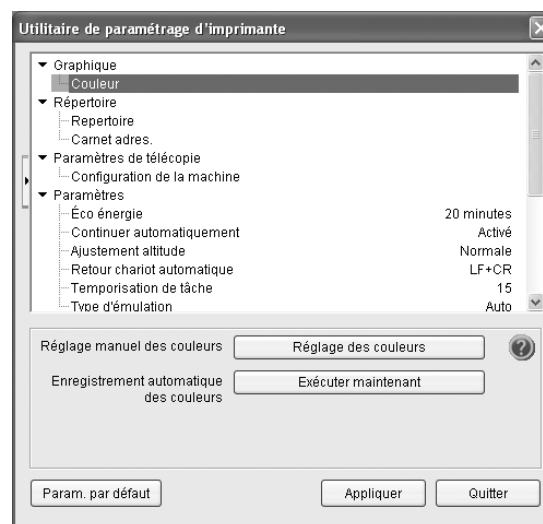 Utilitaire de paramétrage d'imprimante
Graphique
Couleur
Répertoire
Repertoire
Carnet adres.
Paramètres de télécopie
Configuration de la machine
Paramètres
Éco énergie 20 minutes
Continuer automatiquement Activé
Ajustement altitude Normale
Retour chariot automatique LF+CR
Temporisation de tâche 15
Type d'émulation Auto
Réglage manuel des couleurs Réglage des couleurs ?
Enregistrement automatique Exécuter maintenant
des couleurs
Param. par défaut Appliquer Quitter